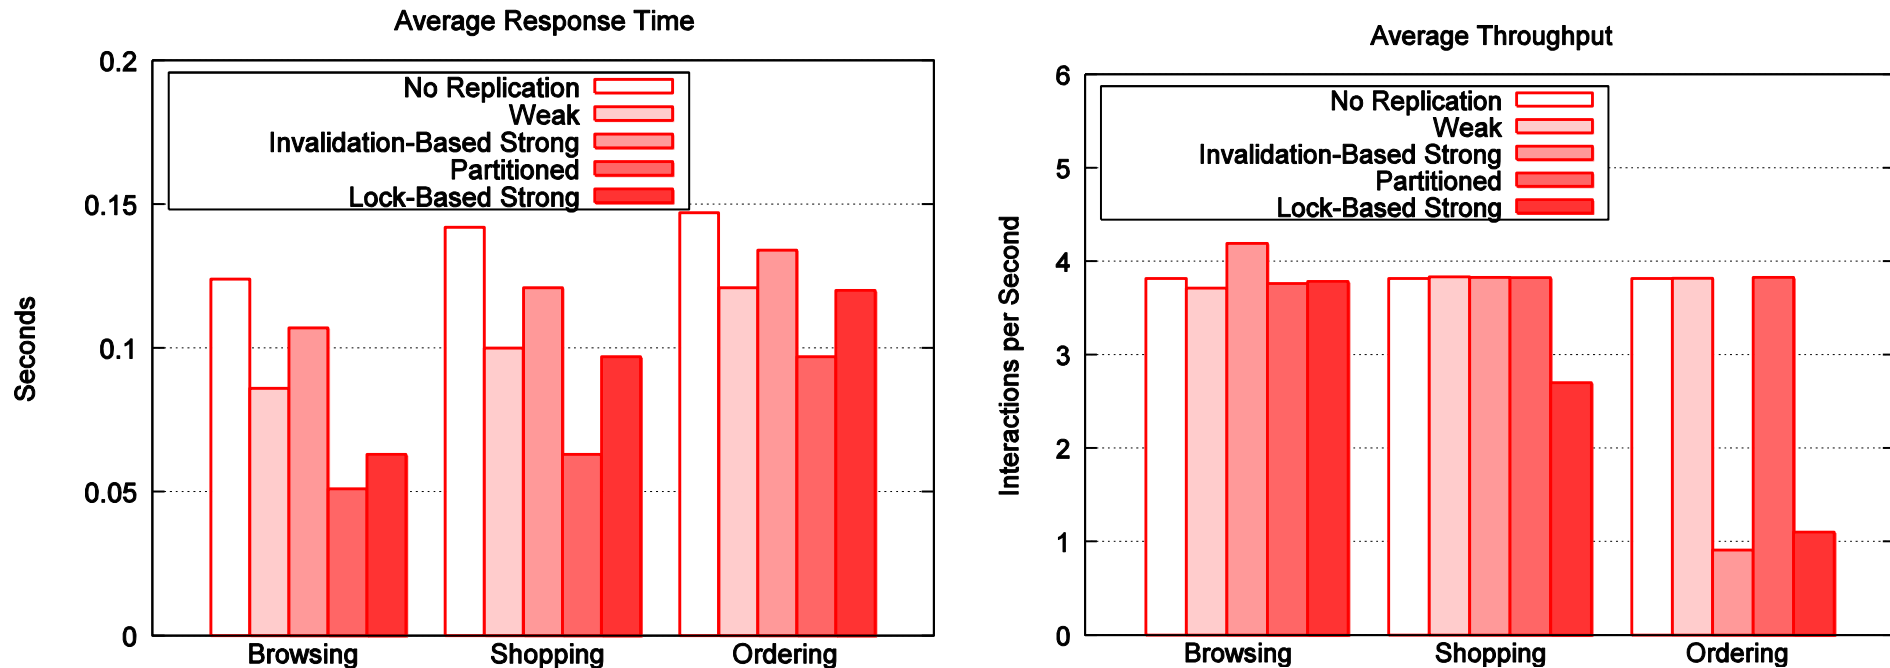 Average Response Time
Seconds
0.2
0.15
0.1
0.05
0
No Replication
Weak
Invalidation-Based Strong
Partitioned
Lock-Based Strong
Browsing
Shopping
Ordering
Average Throughput
Interactions per Second
6
5
4
3
2
1
0
No Replication
Weak
Invalidation-Based Strong
Partitioned
Lock-Based Strong
Browsing
Shopping
Ordering